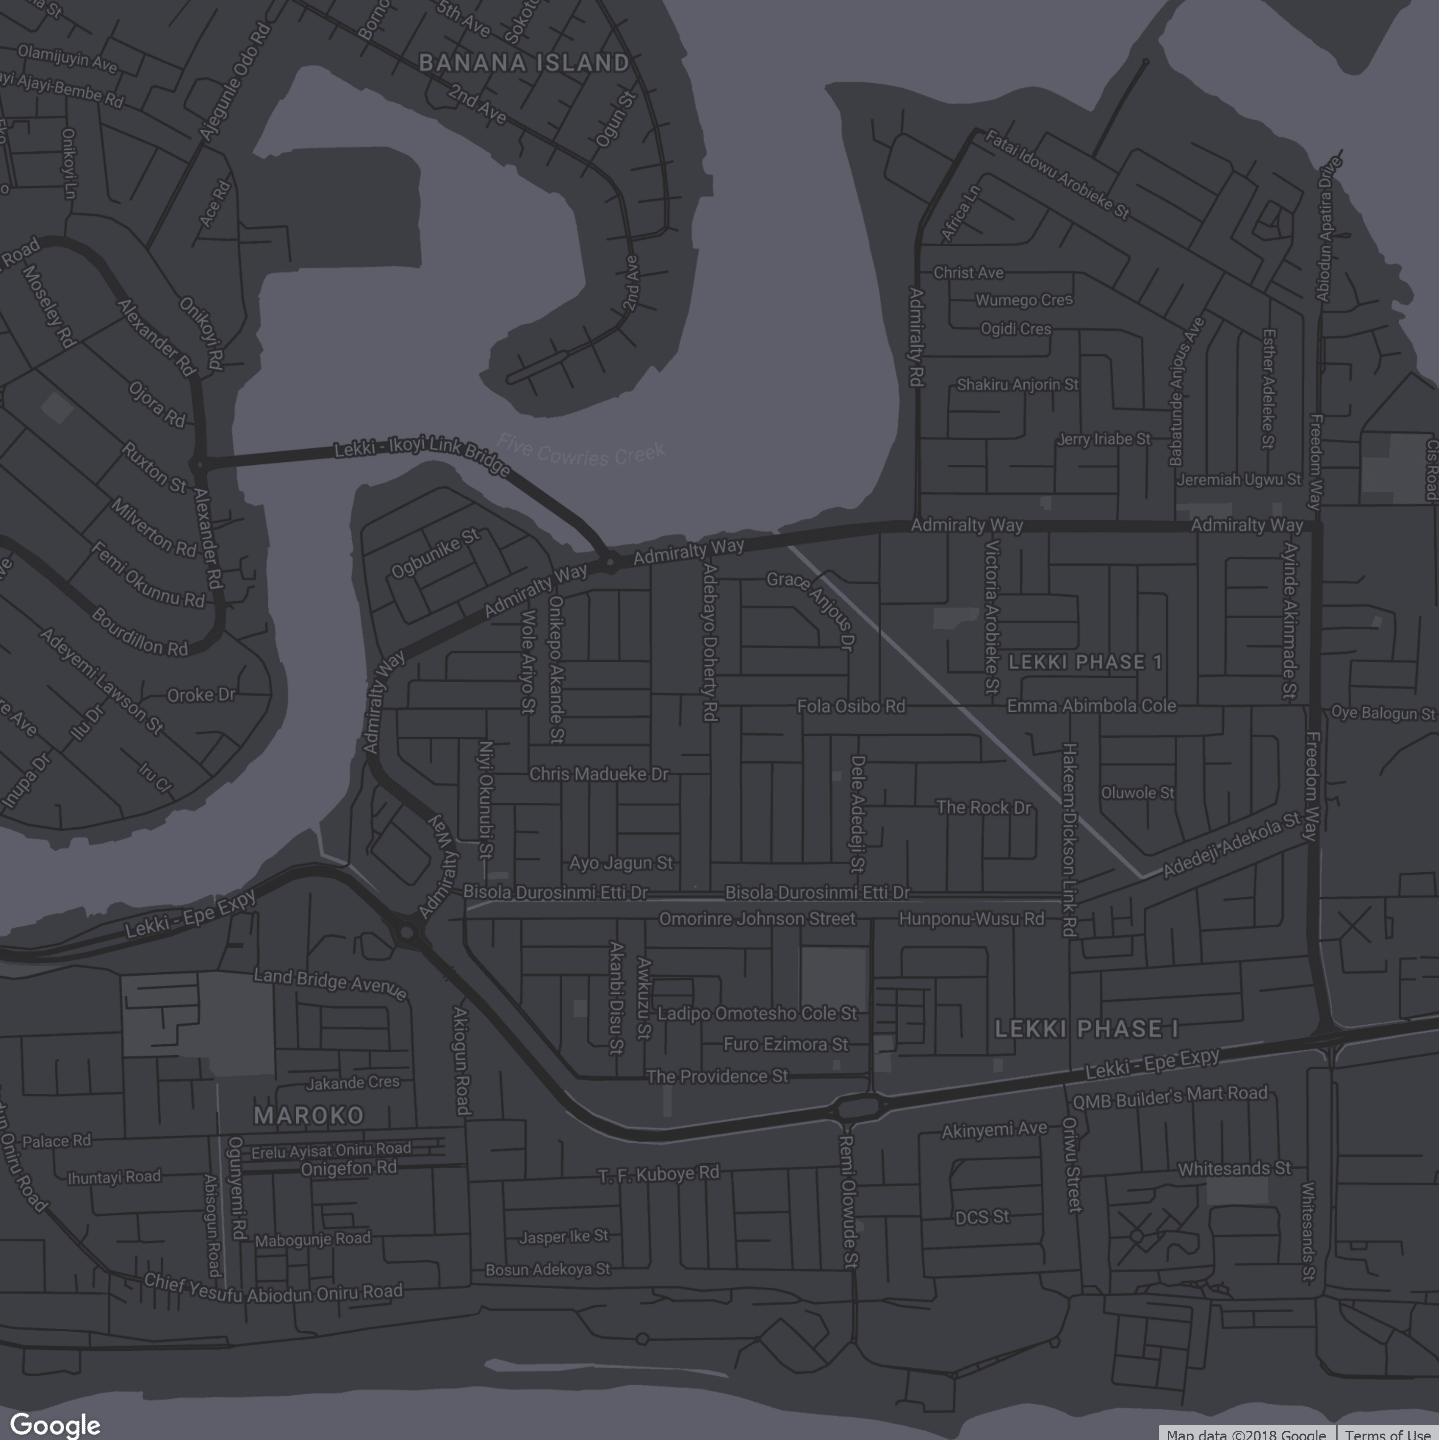 5th Ave
BANANA ISLAND
Olamijuyin Ave
Ajayi-Bembe Rd
Ajegunle Odo Rd
2nd Ave
Ogun St
Onikoyi Ln
Ace Rd
Fatai Idowu Arobieke St
Africa Ln
Abiodun Apatira Drive
Road
Moseley Rd
Alexander Rd
Onikoyi Rd
2nd Ave
Christ Ave
Wumego Cres
Ogidi Cres
Admiralty Rd
Babatunde Anjous Ave
Esther Adeleke St
Ojora Rd
Shakiru Anjorin St
Lekki - Ikoyi Link Bridge
Five Cowries Creek
Jerry Iriabe St
Freedom Way
Cis Road
Ruxton St
Jeremiah Ugwu St
Milverton Rd
Alexander Rd
Admiralty Way
Admiralty Way
Ogbunike St
Admiralty Way
Admiralty Way
Femi Okunnu Rd
Grace Anjous Dr
Victoria Arobieke St
Ayinde Akinmade St
Bourdillon Rd
Wole Ariyo St
Onikepo Akande St
Adebayo Doherty Rd
Adeyemi Lawson St
Oroke Dr
Admiralty Way
LEKKI PHASE 1
Fola Osibo Rd
Emma Abimbola Cole
Oye Balogun St
Ilu Dr
Inupa Dr
Iru Cl
Niyi Okunubi St
Chris Madueke Dr
Dele Adedeji St
Hakeem Dickson Link Rd
Freedom Way
Oluwole St
The Rock Dr
Admiralty Way
Adedeji Adekola St
Ayo Jagun St
Bisola Durosinmi Etti Dr
Bisola Durosinmi Etti Dr
Lekki - Epe Expy
Omorinre Johnson Street
Hunponu-Wusu Rd
Land Bridge Avenue
Akanbi Disu St
Awkuzu St
Akiogun Road
Ladipo Omotesho Cole St
Furo Ezimora St
LEKKI PHASE I
Lekki - Epe Expy
Jakande Cres
The Providence St
MAROKO
QMB Builder's Mart Road
Palace Rd
Erelu Ayisat Oniru Road
Onigefon Rd
Ihuntayi Road
Oniru Road
Abisogun Road
Ogunyemi Rd
T. F. Kuboye Rd
Remi Olowude St
Akinyemi Ave
Oriwu Street
Whitesands St
Whitesands St
Mabogunje Road
Jasper Ike St
DCS St
Bosun Adekoya St
Chief Yesufu Abiodun Oniru Road
Google
Map data ©2018 Google
Terms of Use